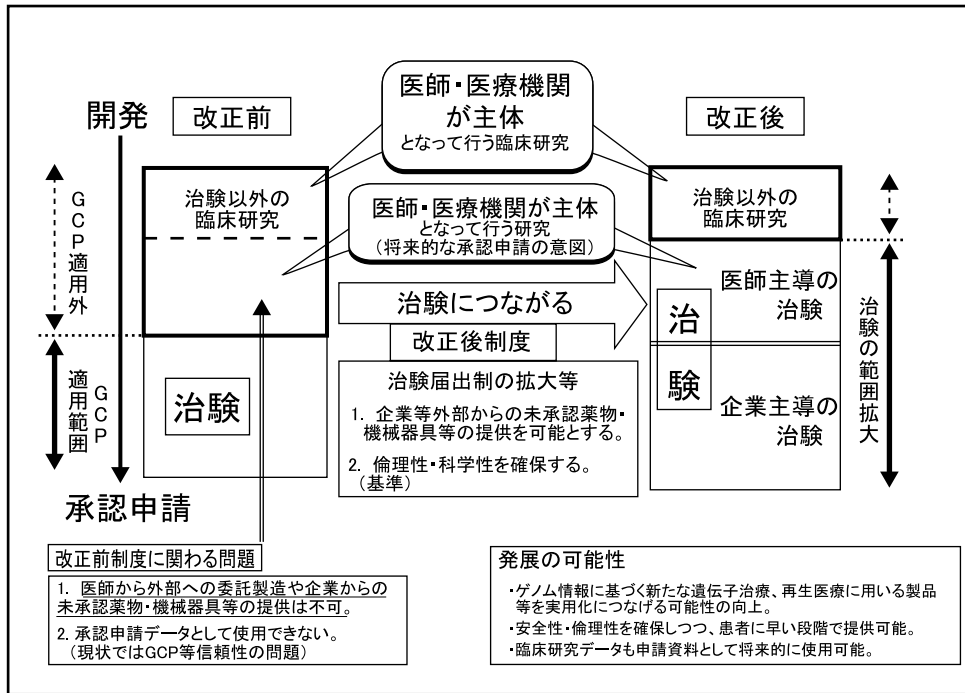 医師・医療機関
が主体
となって行う臨床研究
開発
改正前
改正後
治験以外の
臨床研究
医師・医療機関が主体
となって行う研究
(将来的な承認申請の意図)
治験以外の
臨床研究
GCP適用外
治験につながる
医師主導の
治験
治験
企業主導の
治験
治験の範囲拡大
改正後制度
治験届出制の拡大等
1. 企業等外部からの未承認薬物・
機械器具等の提供を可能とする。
2. 倫理性・科学性を確保する。
(基準)
GCP
適用範囲
治験
承認申請
改正前制度に関わる問題
1. 医師から外部への委託製造や企業からの
未承認薬物・機械器具等の提供は不可。
2. 承認申請データとして使用できない。
(現状ではGCP等信頼性の問題)
発展の可能性
・ゲノム情報に基づく新たな遺伝子治療、再生医療に用いる製品
等を実用化につなげる可能性の向上。
・安全性・倫理性を確保しつつ、患者に早い段階で提供可能。
・臨床研究データも申請資料として将来的に使用可能。